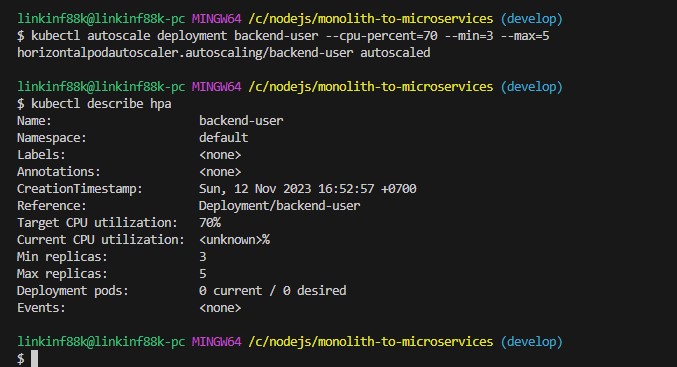 linkinf88k@linkinf88k-pc MINGW64 /c/nodejs/monolith-to-microservices (develop)
$ kubectl autoscale deployment backend-user --cpu-percent=70 --min=3 --max=5
horizontalpodautoscaler.autoscaling/backend-user autoscaled
linkinf88k@linkinf88k-pc MINGW64 /c/nodejs/monolith-to-microservices (develop)
$ kubectl describe hpa
Name: backend-user
Namespace: default
Labels: <none>
Annotations: <none>
CreationTimestamp: Sun, 12 Nov 2023 16:52:57 +0700
Reference: Deployment/backend-user
Target CPU utilization: 70%
Current CPU utilization: <unknown>%
Min replicas: 3
Max replicas: 5
Deployment pods: 0 current / 0 desired
Events: <none>
linkinf88k@linkinf88k-pc MINGW64 /c/nodejs/monolith-to-microservices (develop)
$